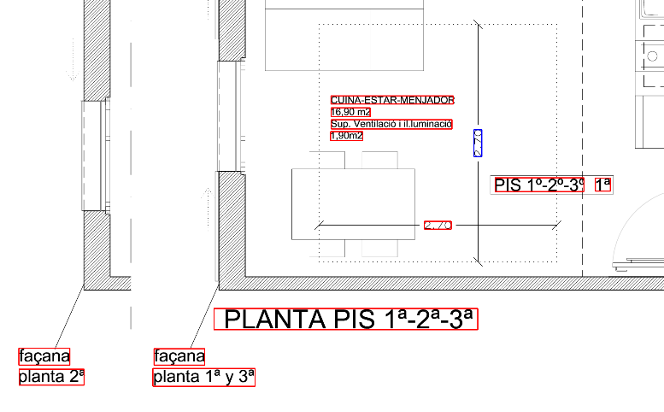 CUINA-ESTAR-MENJADOR
16,90 m2
Sup. Ventilació i il.luminació
1,90m2
2.70
PIS 1º-2º-3º 1ª
2.70
PLANTA PIS 1ª-2ª-3ª
façana
planta 2ª
façana
planta 1ª y 3ª